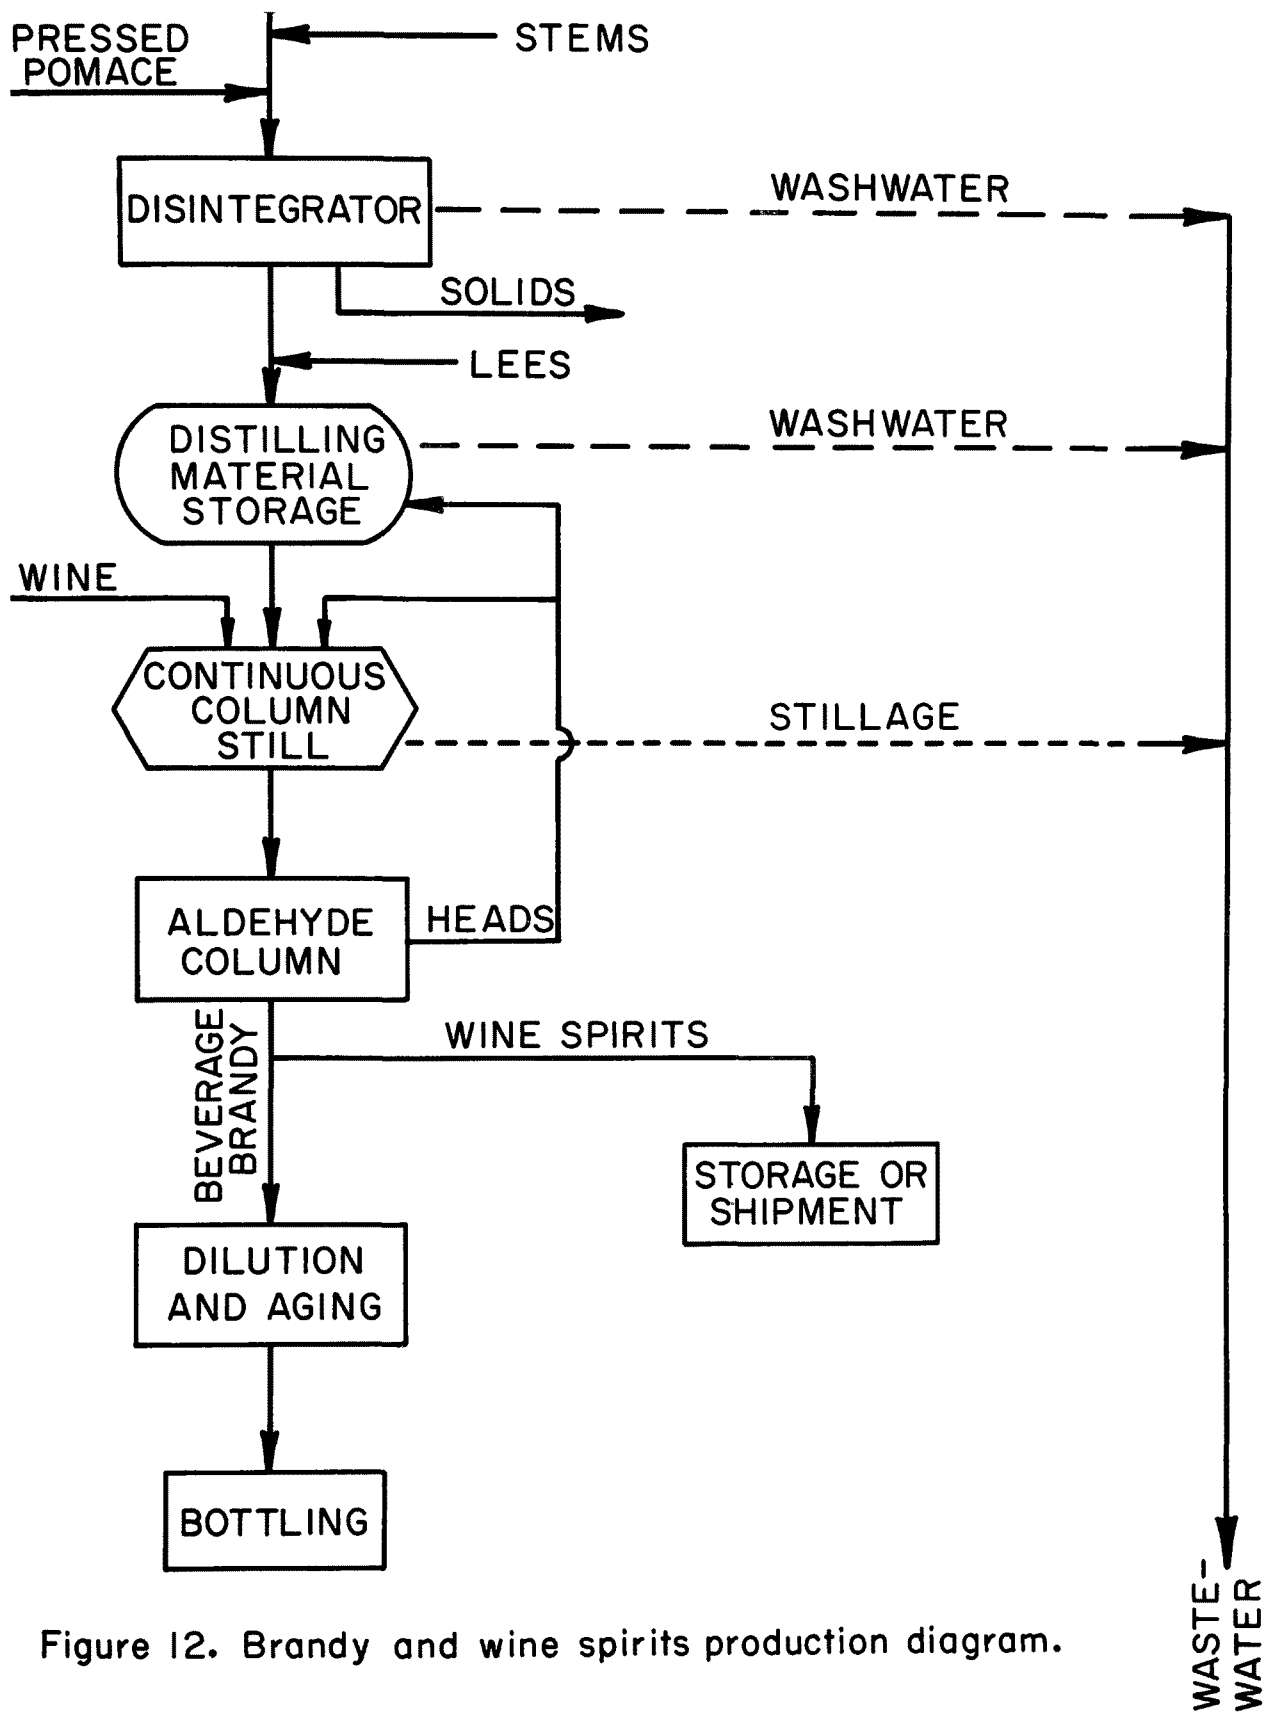 PRESSED
POMACE
STEMS
DISINTEGRATOR
WASHWATER
SOLIDS
LEES
DISTILLING
MATERIAL
STORAGE
WASHWATER
WINE
CONTINUOUS
COLUMN
STILL
STILLAGE
ALDEHYDE
COLUMN
HEADS
BEVERAGE
BRANDY
WINE SPIRITS
STORAGE OR
SHIPMENT
DILUTION
AND AGING
BOTTLING
WASTE-
WATER
Figure 12. Brandy and wine spirits production diagram.